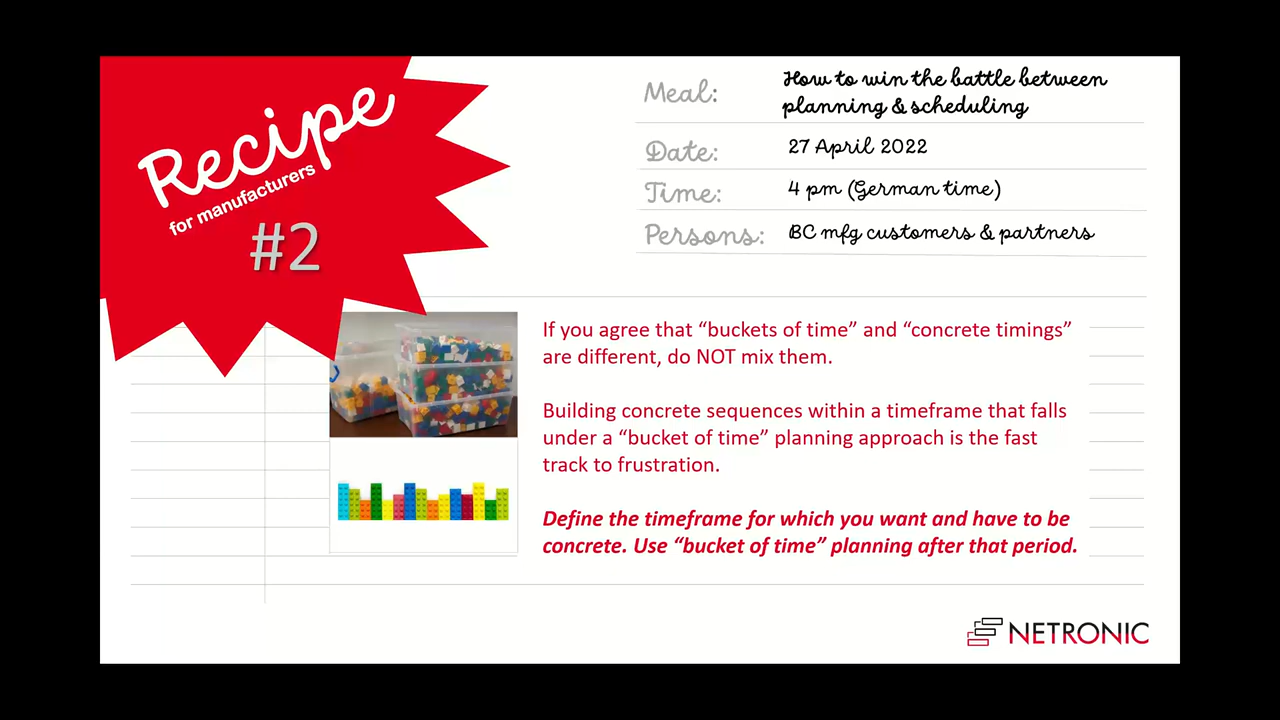 Recipe
for manufacturers
#2
Meal:
How to win the battle between
planning & scheduling
Date:
27 April 2022
Time:
4 pm (German time)
Persons:
BC mfg customers & partners
If you agree that “buckets of time” and “concrete timings”
are different, do NOT mix them.
Building concrete sequences within a timeframe that falls
under a “bucket of time” planning approach is the fast
track to frustration.
Define the timeframe for which you want and have to be
concrete. Use “bucket of time” planning after that period.
NETRONIC